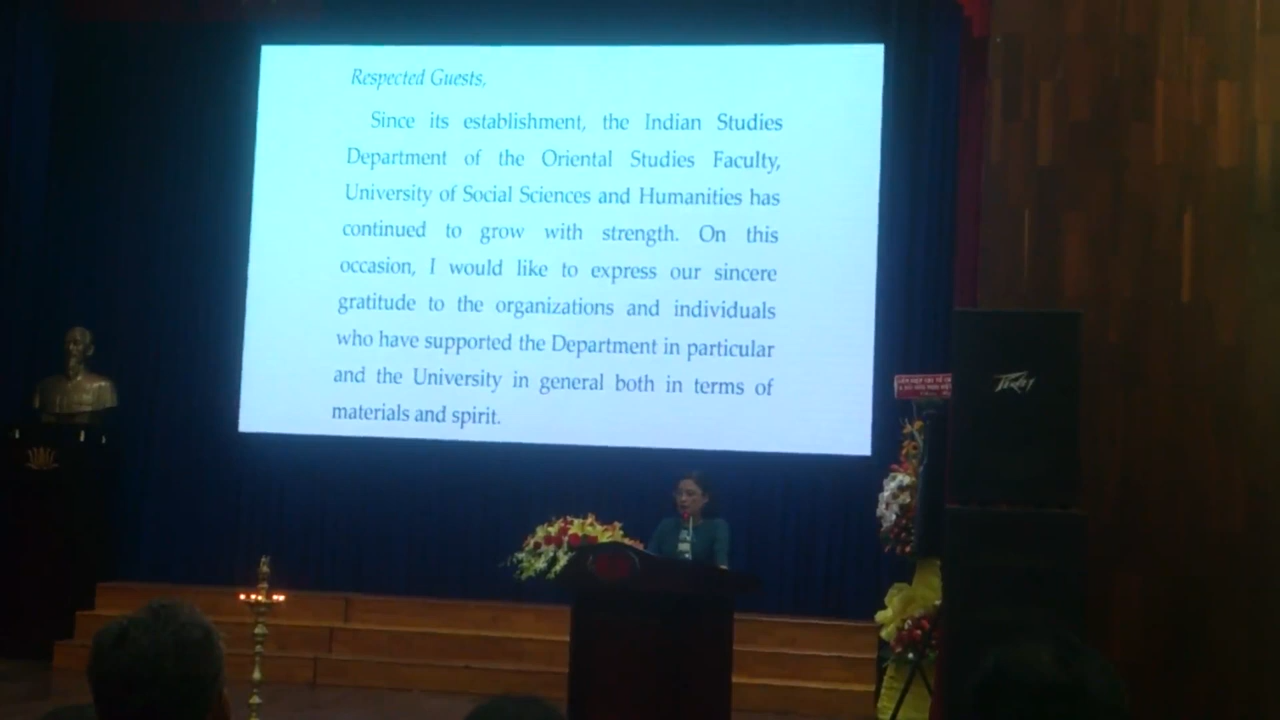 Respected Guests,
Since its establishment, the Indian Studies
Department of the Oriental Studies Faculty,
University of Social Sciences and Humanities has
continued to grow with strength. On this
occasion, I would like to express our sincere
gratitude to the organizations and individuals
who have supported the Department in particular
and the University in general both in terms of
materials and spirit.
Peavey